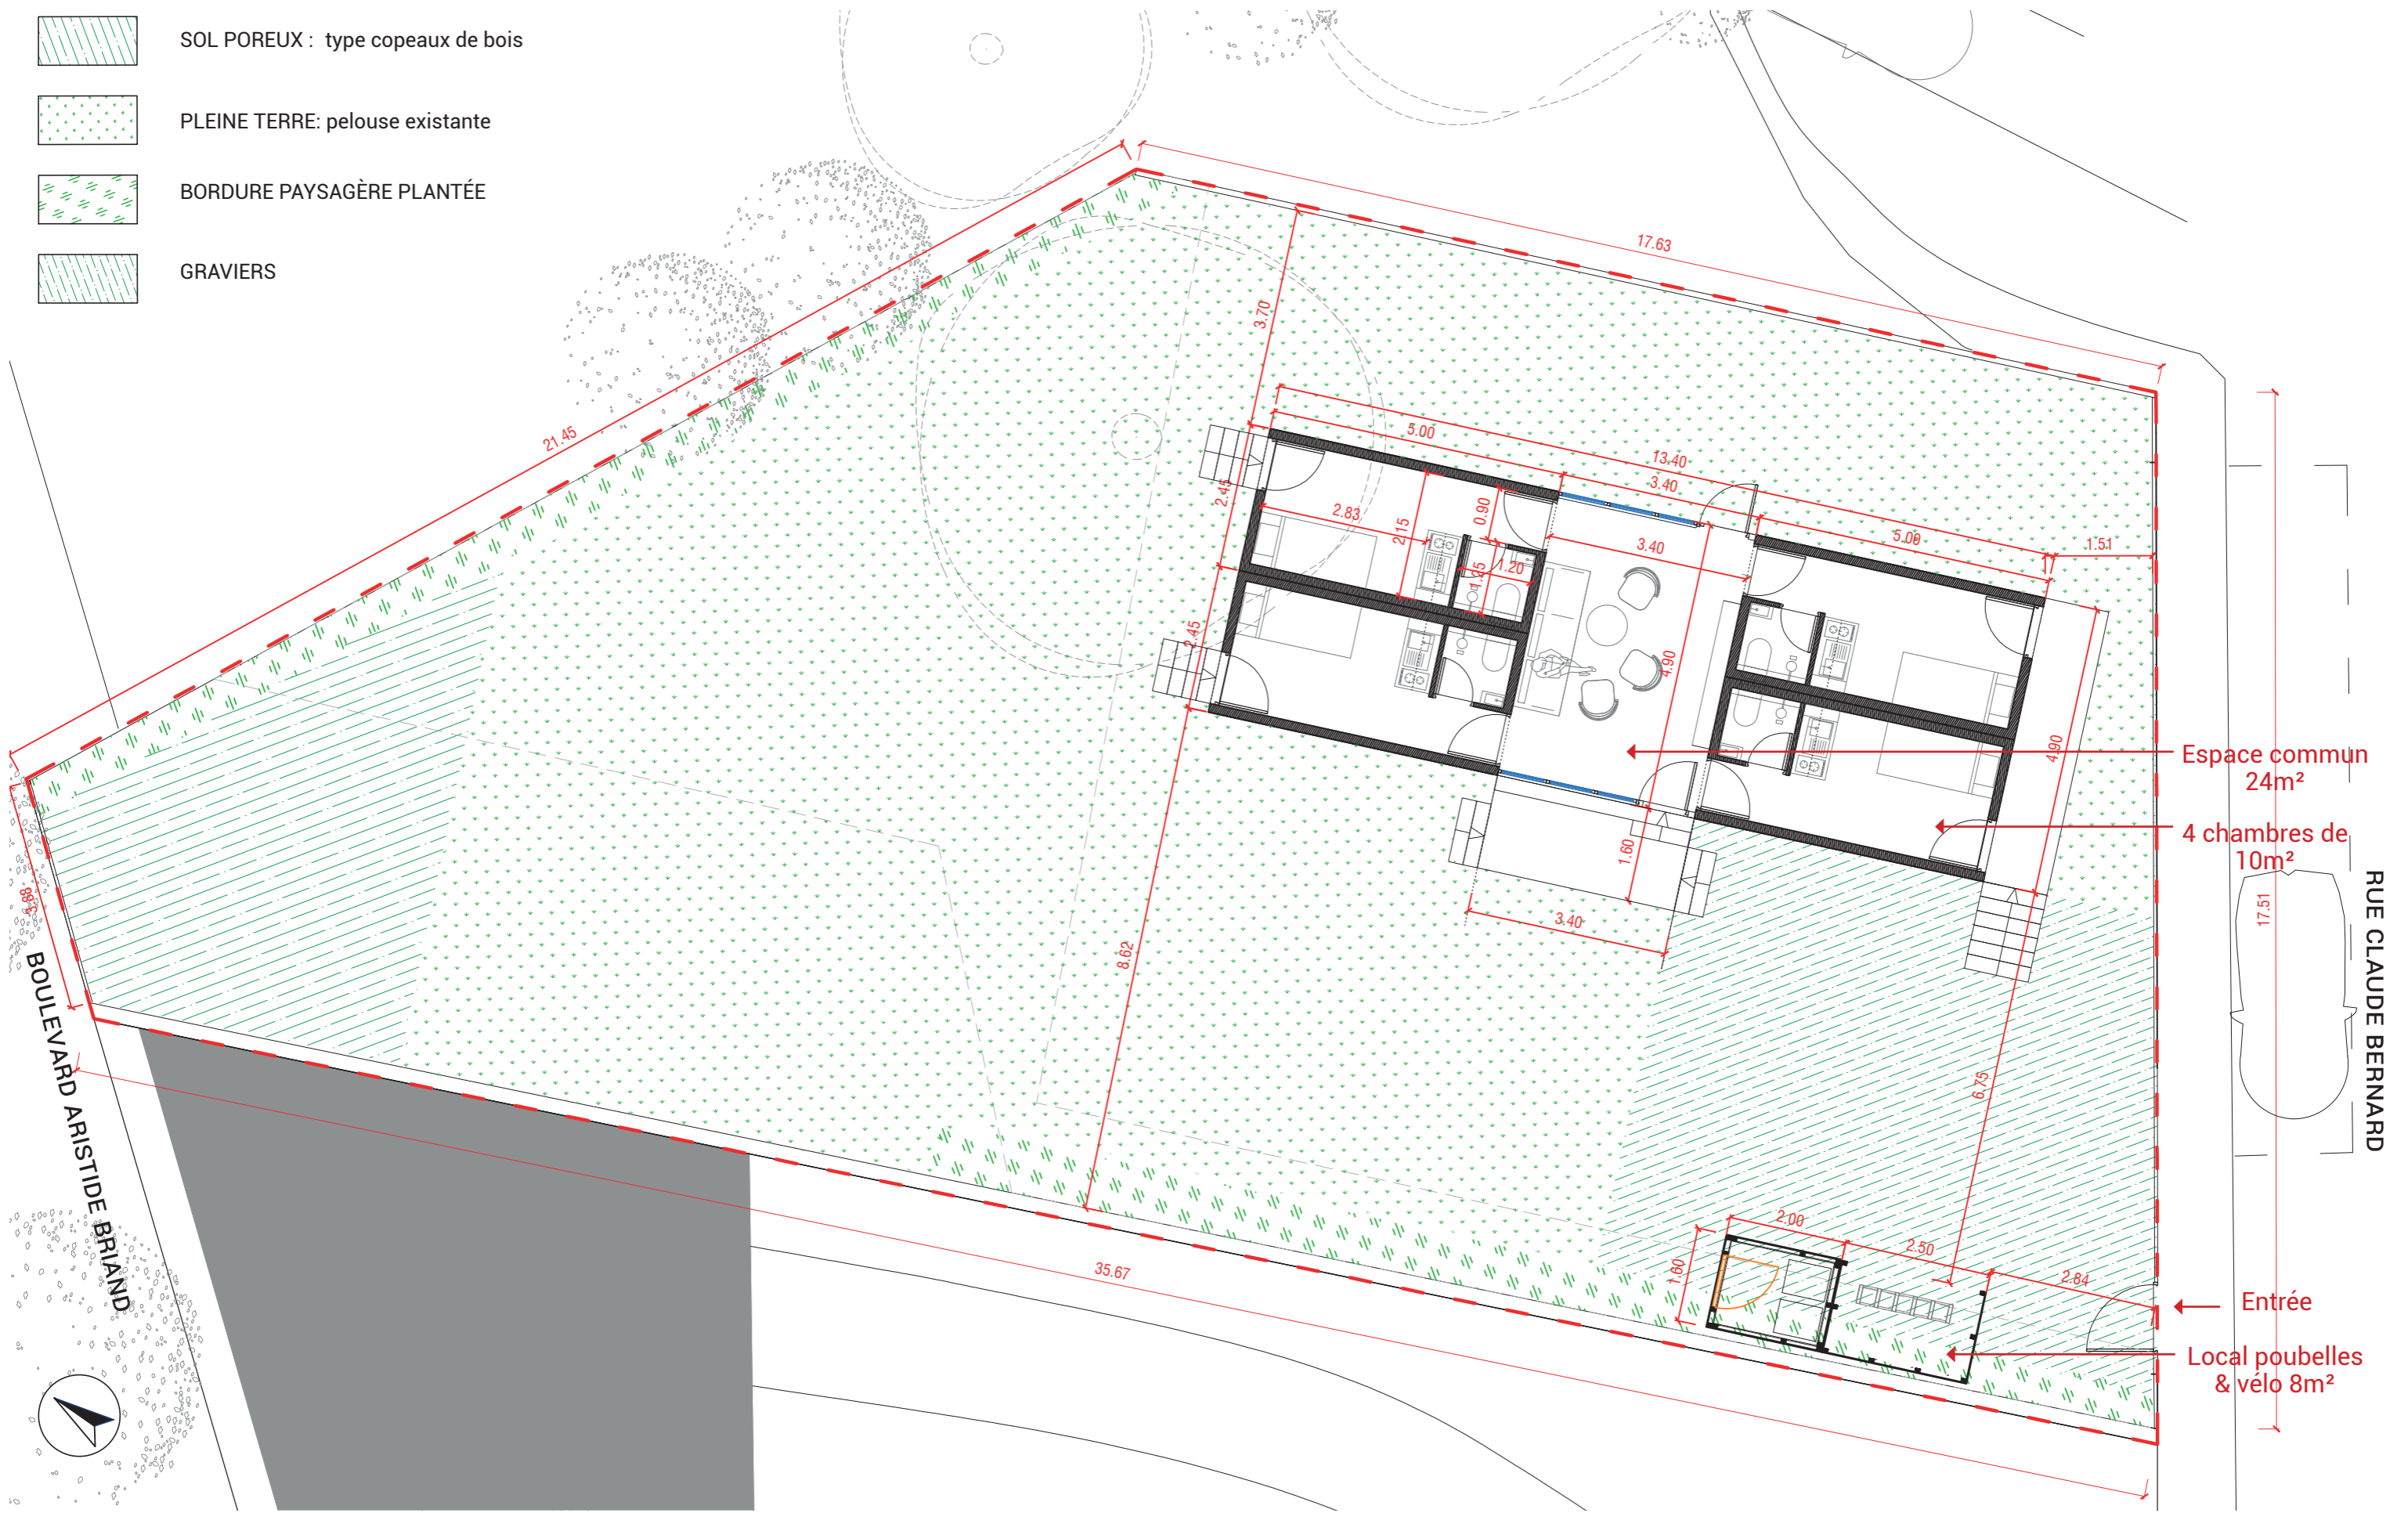 SOL POREUX : type copeaux de bois
PLEINE TERRE: pelouse existante
BORDURE PAYSAGÈRE PLANTÉE
GRAVIERS
17.63
21.45
3.70
5.00
13.40
3.40
5.00
1.51
2.45
2.83
2.15
0.90
1.25
1.20
3.40
2.45
4.90
4.90
Espace commun
24m²
4 chambres de
10m²
1.60
3.40
3.88
8.62
17.51
RUE CLAUDE BERNARD
BOULEVARD ARISTIDE BRIAND
6.75
2.00
2.50
1.60
2.84
35.67
Entrée
Local poubelles
& vélo 8m²